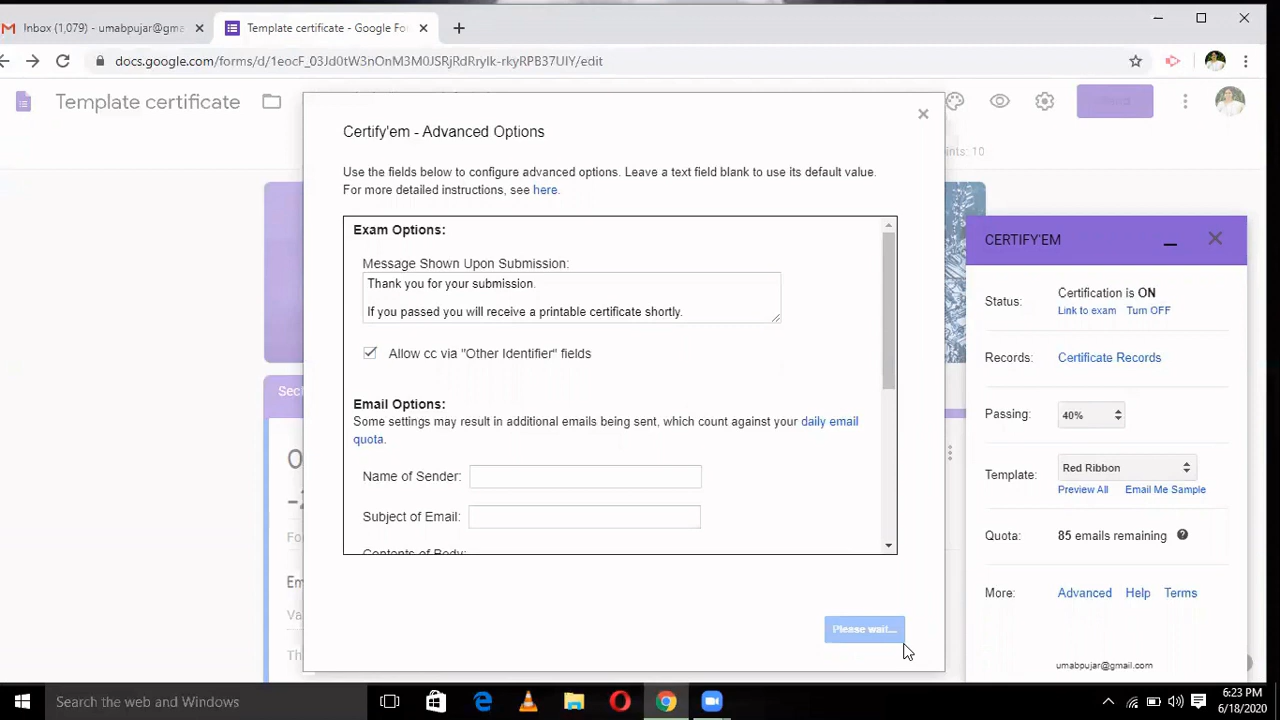 Inbox (1,079) - umabpujar@gma
Template certificate - Google Fo
docs.google.com/forms/d/1eocF_03Jd0tW3nOnM3M0JSRjRdRrylk-rkyRPB37UIY/edit
Template certificate
Points: 10
Certify'em - Advanced Options
Use the fields below to configure advanced options. Leave a text field blank to use its default value.
For more detailed instructions, see here.
Exam Options:
Message Shown Upon Submission:
Thank you for your submission.
If you passed you will receive a printable certificate shortly.
Allow cc via "Other Identifier" fields
Email Options:
Some settings may result in additional emails being sent, which count against your daily email
quota.
Name of Sender:
Subject of Email:
Contents of Body:
Please wait...
CERTIFY'EM
Status:
Certification is ON
Link to exam Turn OFF
Records:
Certificate Records
Passing:
40%
Template:
Red Ribbon
Preview All Email Me Sample
Quota:
85 emails remaining
More:
Advanced Help Terms
umabpujar@gmail.com
Sec
Search the web and Windows
6:23 PM
6/18/2020